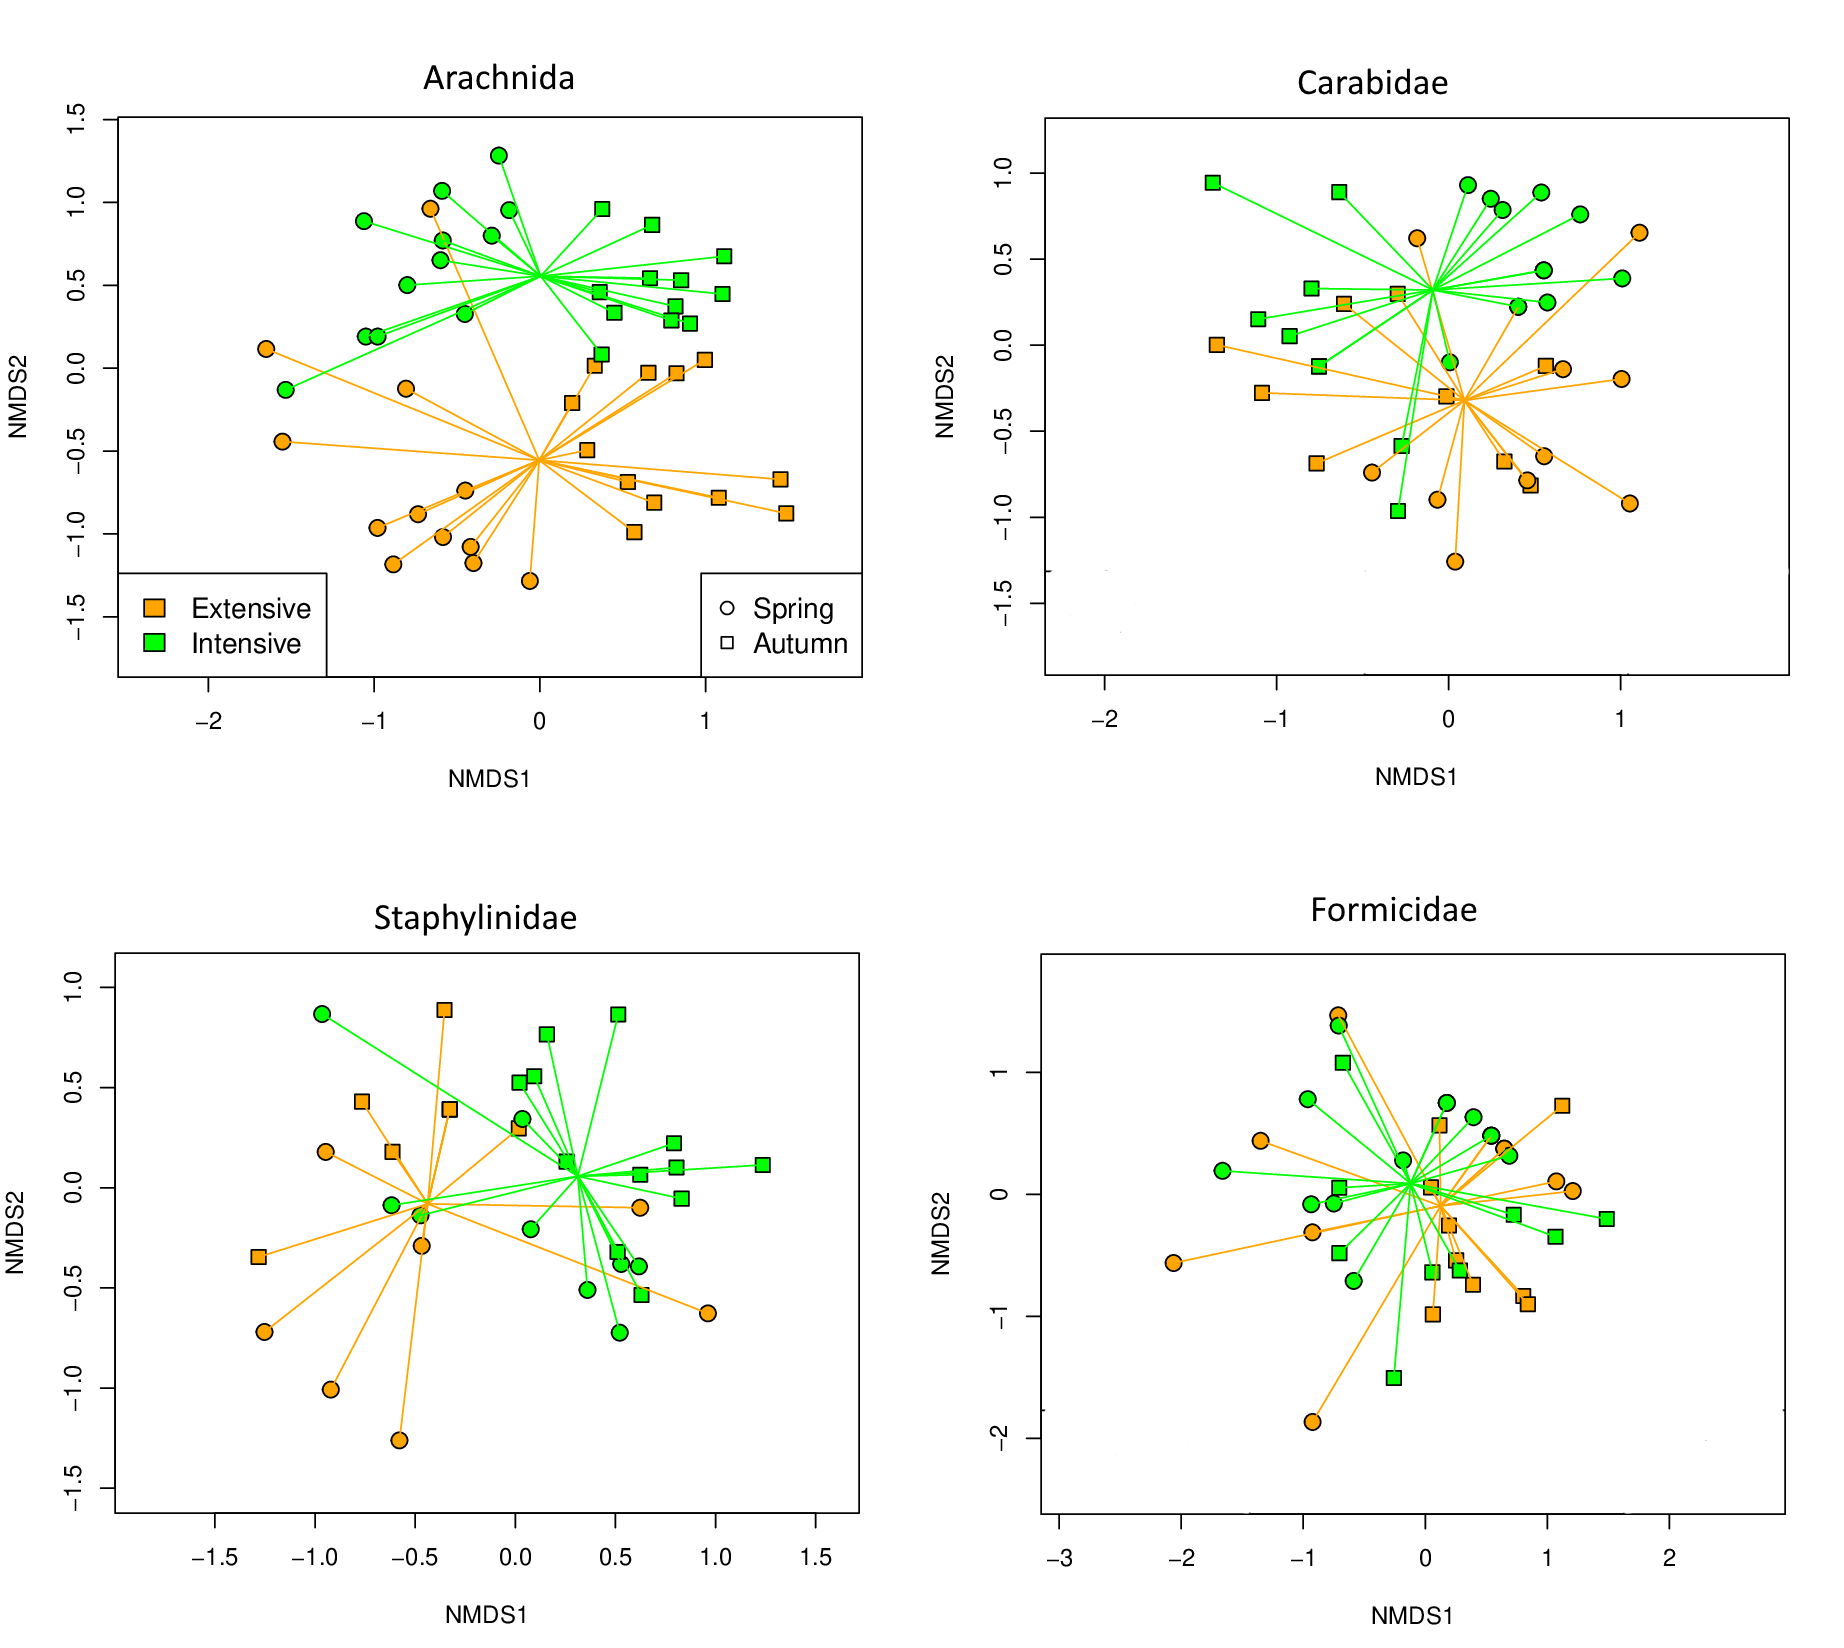 Arachnida
1.5
1.0
0.5
0.0
−0.5
−1.0
−1.5
NMDS2
Extensive
Intensive
Spring
Autumn
−2 −1 0 1
NMDS1
Carabidae
1.0
0.5
0.0
−0.5
−1.0
−1.5
NMDS2
−2 −1 0 1
NMDS1
Staphylinidae
1.0
0.5
0.0
−0.5
−1.0
−1.5
NMDS2
−1.5 −1.0 −0.5 0.0 0.5 1.0 1.5
NMDS1
Formicidae
1
0
−1
−2
NMDS2
−3 −2 −1 0 1 2
NMDS1